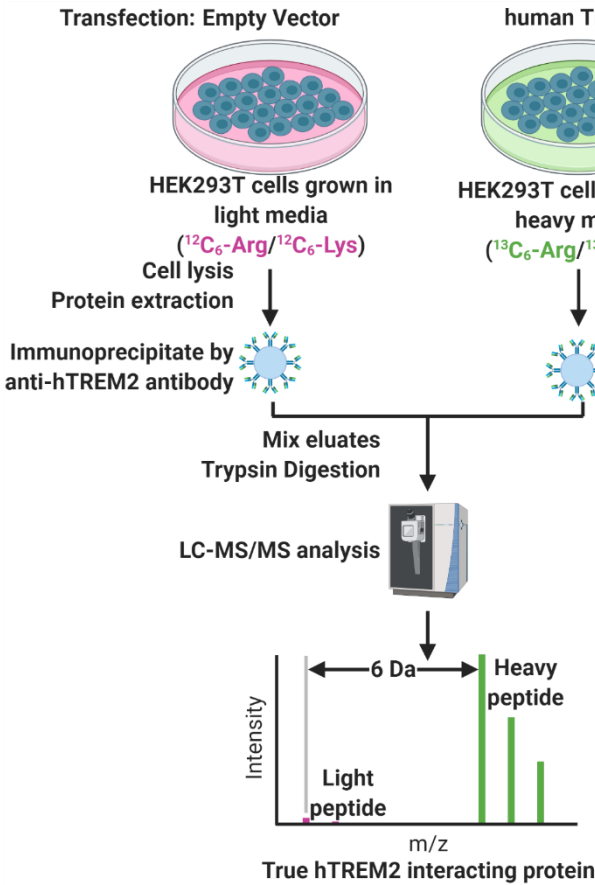 Transfection: Empty Vector
human T
HEK293T cells grown in
light media
(¹²C₆-Arg/¹²C₆-Lys)
HEK293T cell
heavy m
(¹³C₆-Arg/¹³
Cell lysis
Protein extraction
Immunoprecipitate by
anti-hTREM2 antibody
Mix eluates
Trypsin Digestion
LC-MS/MS analysis
6 Da
Heavy
peptide
Intensity
Light
peptide
m/z
True hTREM2 interacting protein